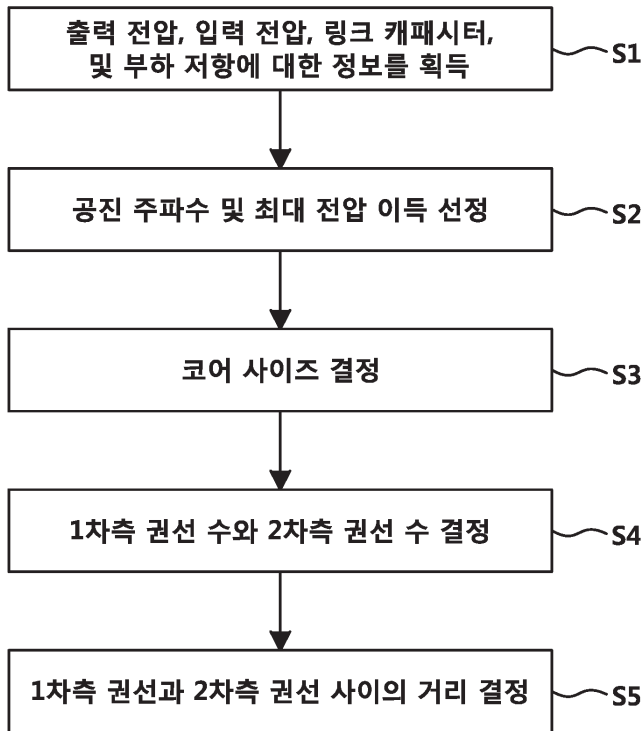 출력 전압, 입력 전압, 링크 캐패시터,
및 부하 저항에 대한 정보를 획득
S1
공진 주파수 및 최대 전압 이득 선정
S2
코어 사이즈 결정
S3
1차측 권선 수와 2차측 권선 수 결정
S4
1차측 권선과 2차측 권선 사이의 거리 결정
S5